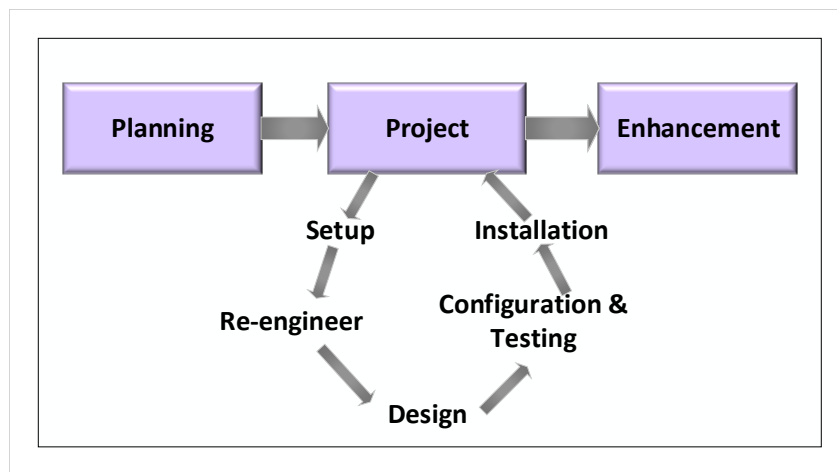 Planning
Project
Enhancement
Setup
Installation
Re-engineer
Configuration &
Testing
Design